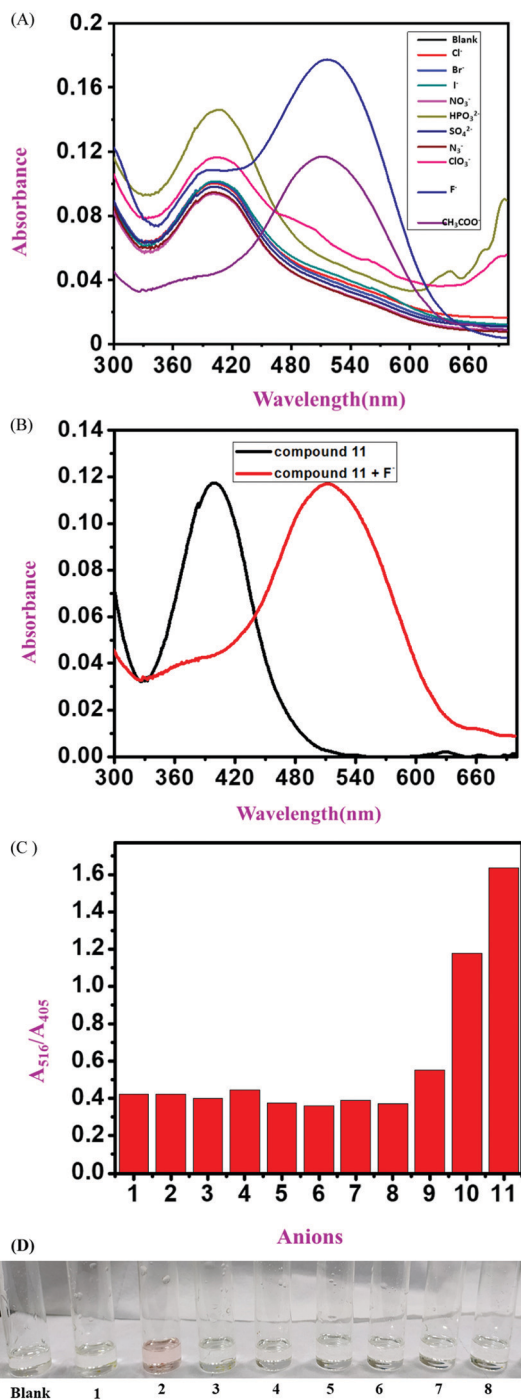 (A)
0.2
0.16
0.12
0.08
0.04
0
Absorbance
Blank
Cl⁻
Br⁻
I⁻
NO₃⁻
HPO₃²⁻
SO₄²⁻
N₃⁻
ClO₃⁻
F⁻
CH₃COO⁻
300 360 420 480 540 600 660
Wavelength(nm)
(B)
0.14
0.12
0.10
0.08
0.06
0.04
0.02
0.00
Absorbance
compound 11
compound 11 + F⁻
300 360 420 480 540 600 660
Wavelength(nm)
(C )
1.6
1.4
1.2
1.0
0.8
0.6
0.4
0.2
0.0
A₅₁₆/A₄₀₅
1 2 3 4 5 6 7 8 9 10 11
Anions
(D)
Blank 1 2 3 4 5 6 7 8